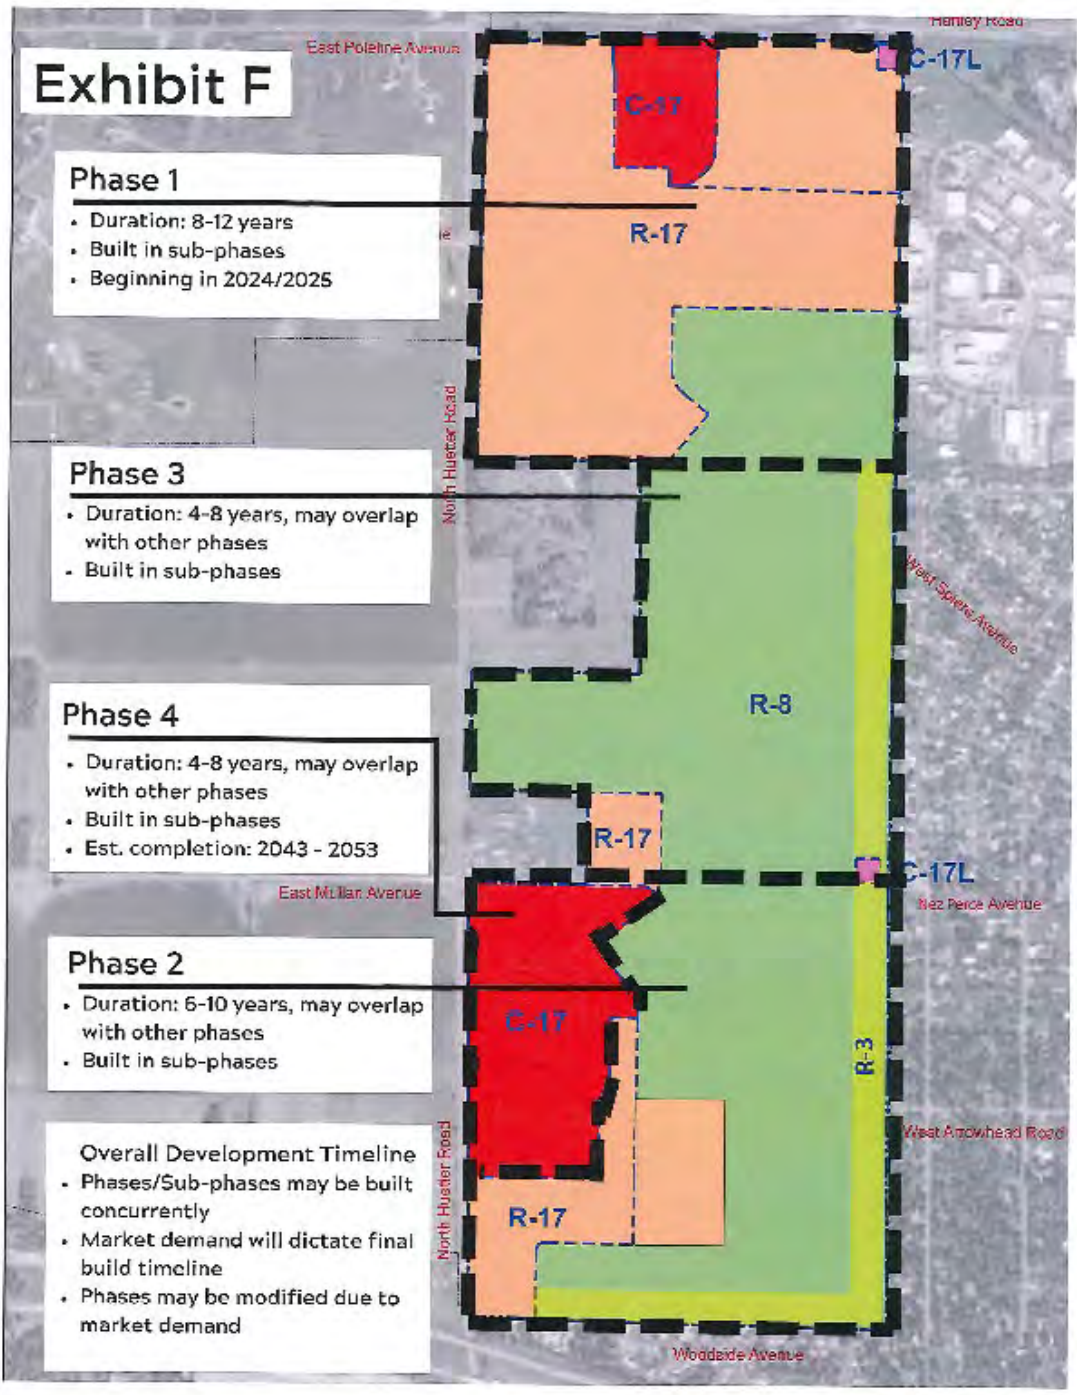 Hanley Road
East Poleline Avenue
Exhibit F
C-17L
C-17
Phase 1
• Duration: 8-12 years
• Built in sub-phases
• Beginning in 2024/2025
R-17
North Huetter Road
Phase 3
• Duration: 4-8 years, may overlap
with other phases
• Built in sub-phases
West Spiers Avenue
R-8
Phase 4
• Duration: 4-8 years, may overlap
with other phases
• Built in sub-phases
• Est. completion: 2043 - 2053
R-17
C-17L
East Mullan Avenue
Nez Perce Avenue
Phase 2
• Duration: 6-10 years, may overlap
with other phases
• Built in sub-phases
C-17
R-3
West Arrowhead Road
North Huetter Road
Overall Development Timeline
• Phases/Sub-phases may be built
concurrently
• Market demand will dictate final
build timeline
• Phases may be modified due to
market demand
R-17
Woodside Avenue